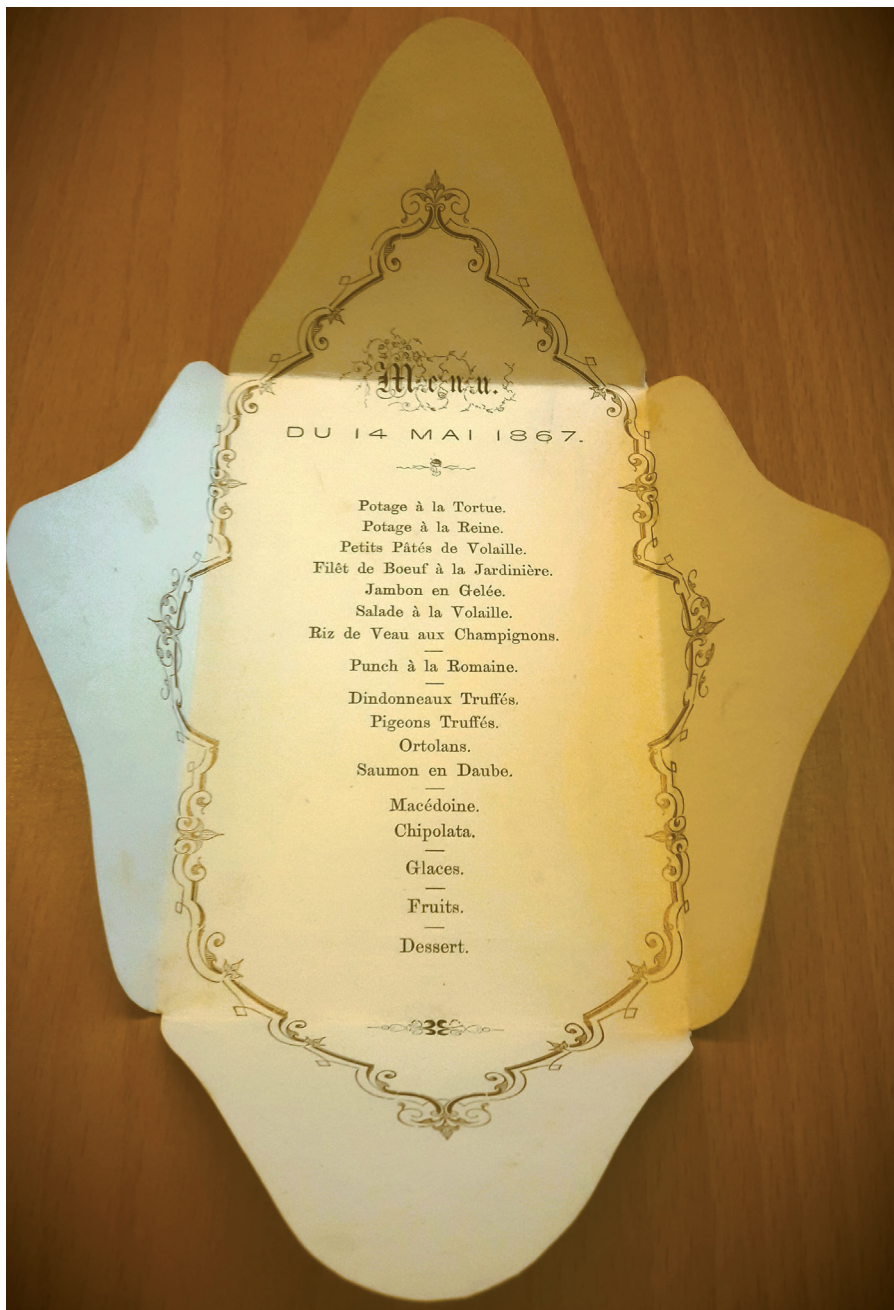 Menu.
DU 14 MAI 1867.
Potage à la Tortue.
Potage à la Reine.
Petits Pâtés de Volaille.
Filêt de Boeuf à la Jardinière.
Jambon en Gelée.
Salade à la Volaille.
Riz de Veau aux Champignons.
Punch à la Romaine.
Dindonneaux Truffés.
Pigeons Truffés.
Ortolans.
Saumon en Daube.
Macédoine.
Chipolata.
Glaces.
Fruits.
Dessert.